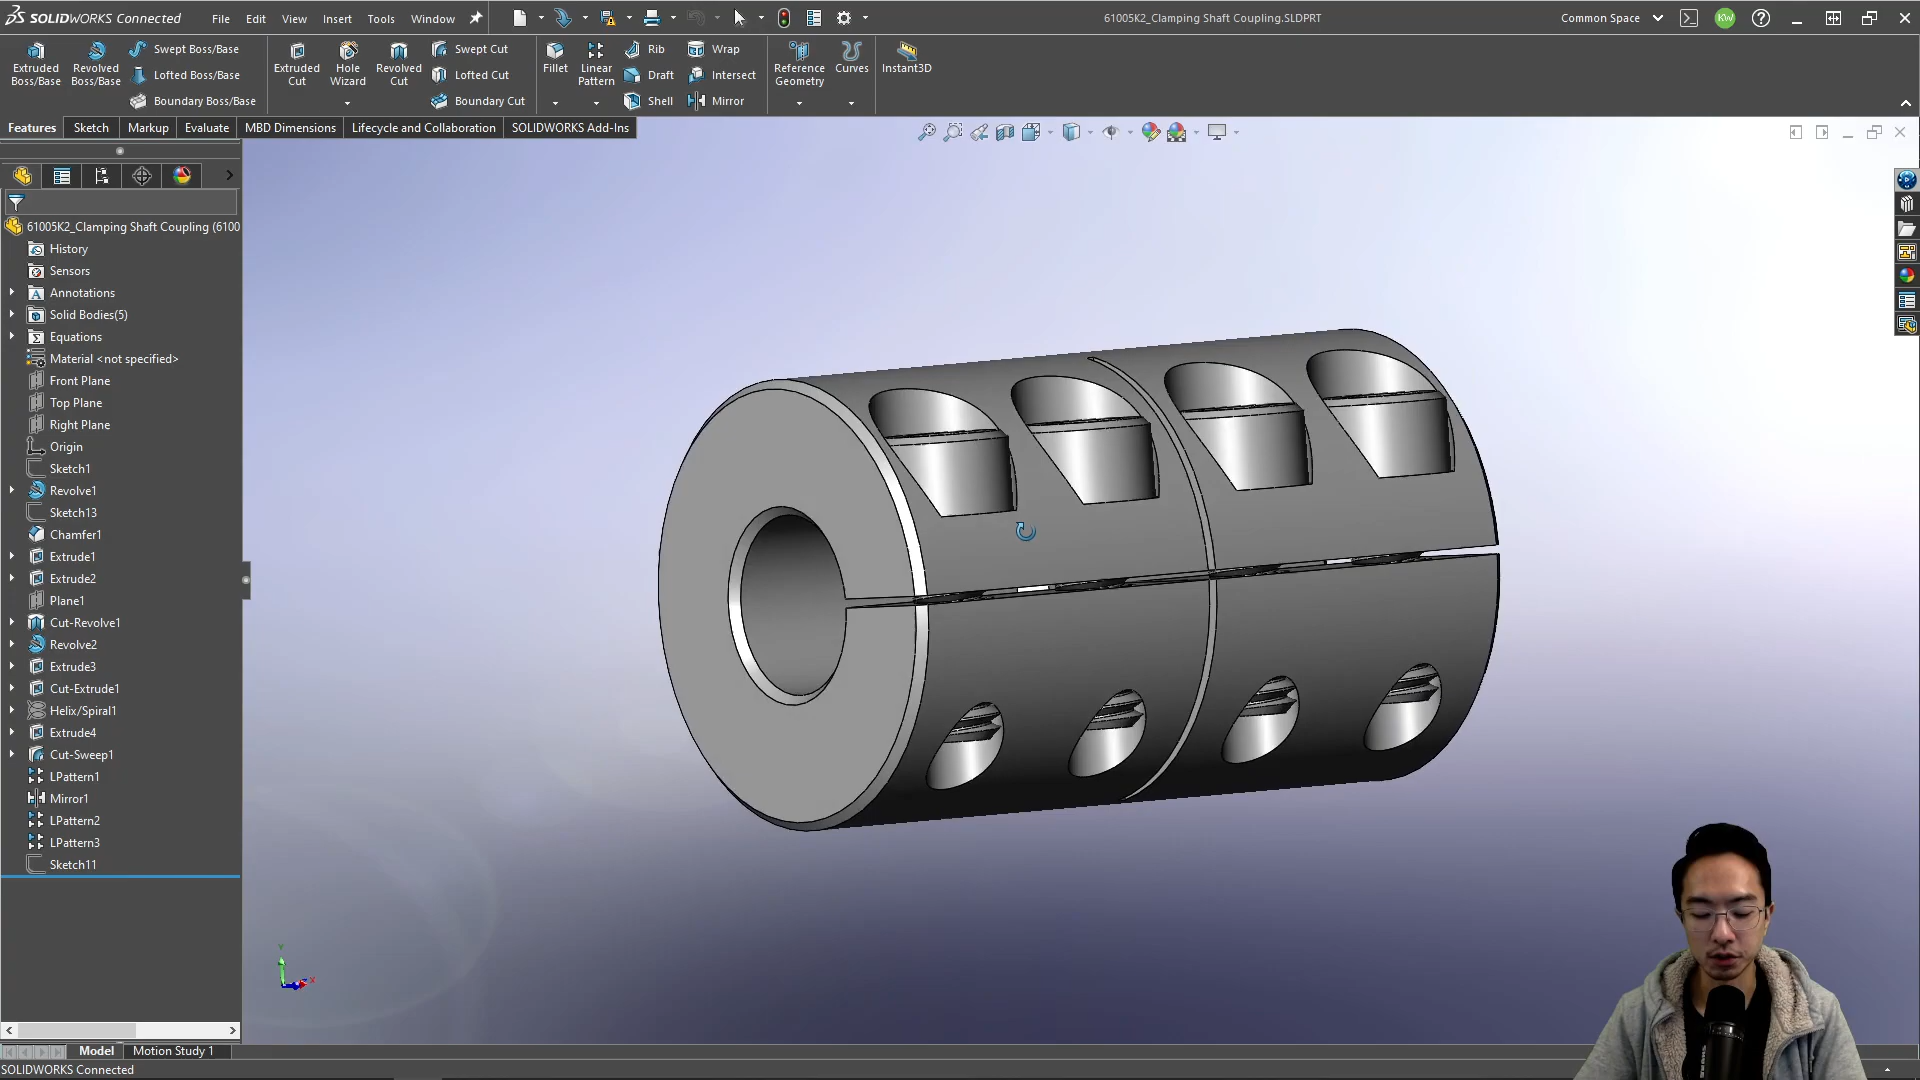 SOLIDWORKS Connected
File Edit View Insert Tools Window
61005K2_Clamping Shaft Coupling.SLDPRT
Common Space
KW
Extruded Boss/Base
Revolved Boss/Base
Swept Boss/Base
Lofted Boss/Base
Boundary Boss/Base
Extruded Cut
Hole Wizard
Revolved Cut
Swept Cut
Lofted Cut
Boundary Cut
Fillet
Linear Pattern
Rib
Draft
Shell
Wrap
Intersect
Mirror
Reference Geometry
Curves
Instant3D
Features Sketch Markup Evaluate MBD Dimensions Lifecycle and Collaboration SOLIDWORKS Add-Ins
61005K2_Clamping Shaft Coupling (6100
History
Sensors
Annotations
Solid Bodies(5)
Equations
Material <not specified>
Front Plane
Top Plane
Right Plane
Origin
Sketch1
Revolve1
Sketch13
Chamfer1
Extrude1
Extrude2
Plane1
Cut-Revolve1
Revolve2
Extrude3
Cut-Extrude1
Helix/Spiral1
Extrude4
Cut-Sweep1
LPattern1
Mirror1
LPattern2
LPattern3
Sketch11
Y
X
Model Motion Study 1
SOLIDWORKS Connected